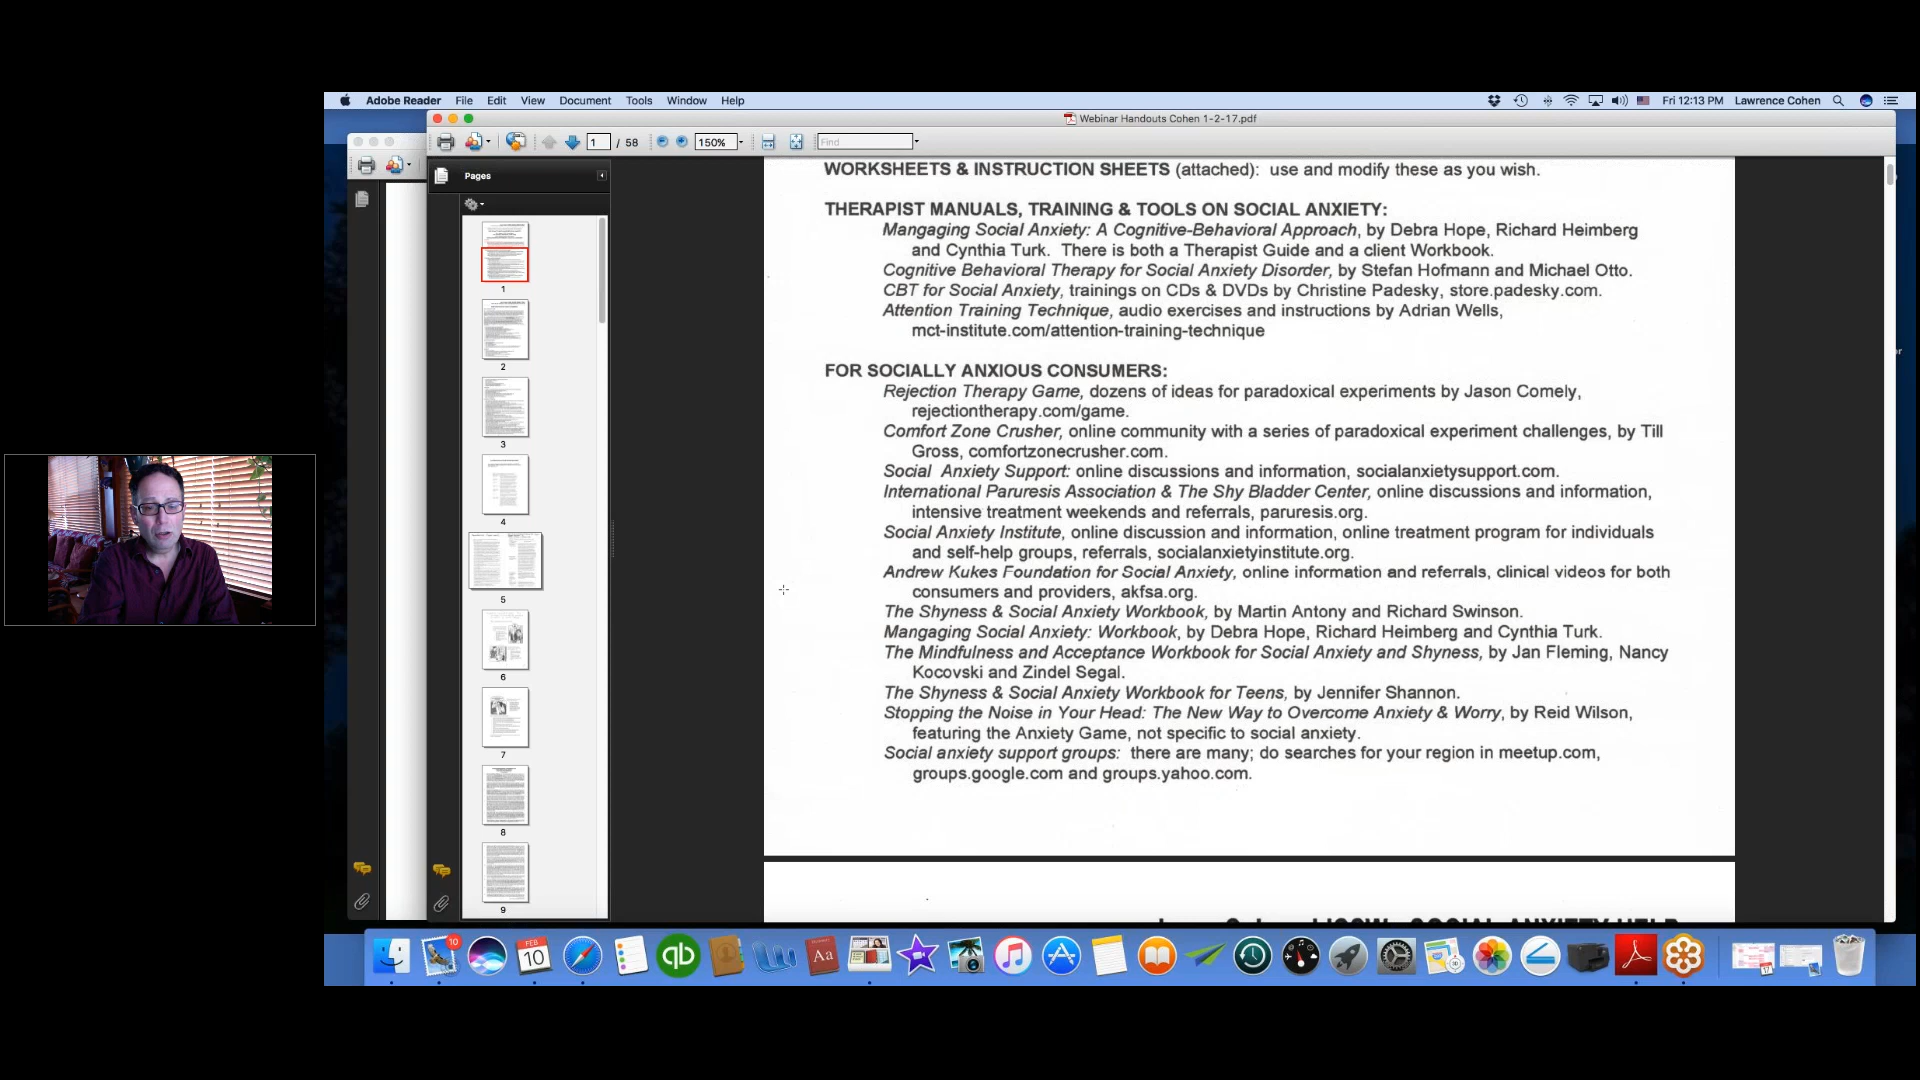 Adobe Reader File Edit View Document Tools Window Help Fri 12:13 PM Lawrence Cohen
Webinar Handouts Cohen 1-2-17.pdf
1 / 58 150% Find
Pages
1
2
3
4
5
6
7
8
9
WORKSHEETS & INSTRUCTION SHEETS (attached): use and modify these as you wish.
THERAPIST MANUALS, TRAINING & TOOLS ON SOCIAL ANXIETY:
Mangaging Social Anxiety: A Cognitive-Behavioral Approach, by Debra Hope, Richard Heimberg
and Cynthia Turk. There is both a Therapist Guide and a client Workbook.
Cognitive Behavioral Therapy for Social Anxiety Disorder, by Stefan Hofmann and Michael Otto.
CBT for Social Anxiety, trainings on CDs & DVDs by Christine Padesky, store.padesky.com.
Attention Training Technique, audio exercises and instructions by Adrian Wells,
mct-institute.com/attention-training-technique
FOR SOCIALLY ANXIOUS CONSUMERS:
Rejection Therapy Game, dozens of ideas for paradoxical experiments by Jason Comely,
rejectiontherapy.com/game.
Comfort Zone Crusher, online community with a series of paradoxical experiment challenges, by Till
Gross, comfortzonecrusher.com.
Social Anxiety Support: online discussions and information, socialanxietysupport.com.
International Paruresis Association & The Shy Bladder Center, online discussions and information,
intensive treatment weekends and referrals, paruresis.org.
Social Anxiety Institute, online discussion and information, online treatment program for individuals
and self-help groups, referrals, socialanxietyinstitute.org.
Andrew Kukes Foundation for Social Anxiety, online information and referrals, clinical videos for both
consumers and providers, akfsa.org.
The Shyness & Social Anxiety Workbook, by Martin Antony and Richard Swinson.
Mangaging Social Anxiety: Workbook, by Debra Hope, Richard Heimberg and Cynthia Turk.
The Mindfulness and Acceptance Workbook for Social Anxiety and Shyness, by Jan Fleming, Nancy
Kocovski and Zindel Segal.
The Shyness & Social Anxiety Workbook for Teens, by Jennifer Shannon.
Stopping the Noise in Your Head: The New Way to Overcome Anxiety & Worry, by Reid Wilson,
featuring the Anxiety Game, not specific to social anxiety.
Social anxiety support groups: there are many; do searches for your region in meetup.com,
groups.google.com and groups.yahoo.com.
10
FEB
10
qb
Aa
17